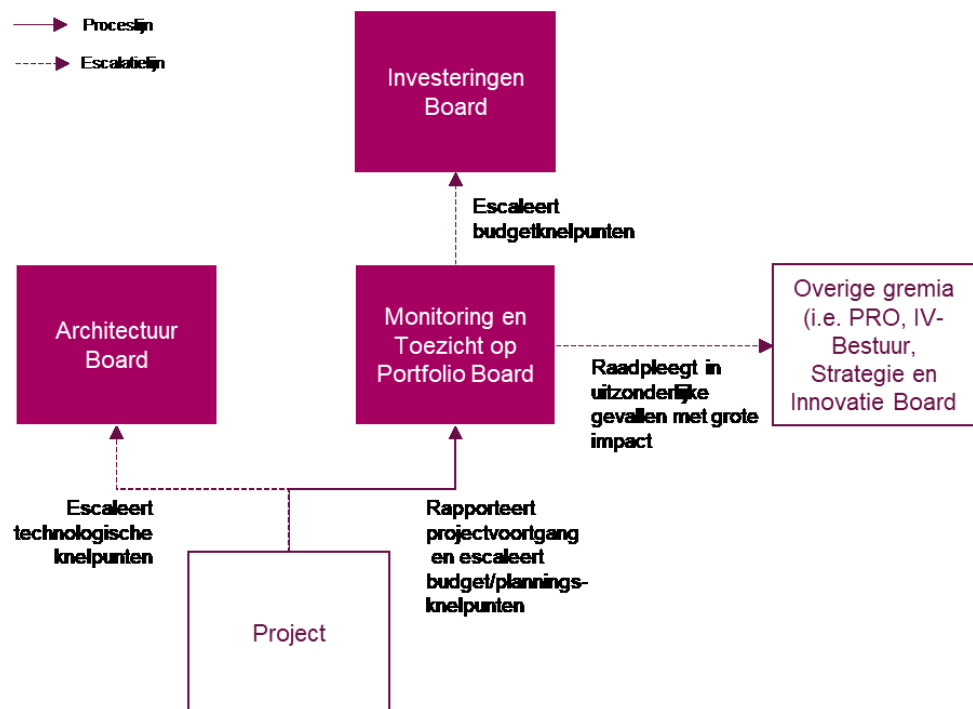 Proceslijn
Escalatielijn
Investeringen
Board
Escaleert
budgetknelpunten
Architectuur
Board
Monitoring en
Toezicht op
Portfolio Board
Overige gremia
(i.e. PRO, IV-
Bestuur,
Strategie en
Innovatie Board
Raadpleegt in
uitzonderlijke
gevallen met grote
impact
Escaleert
technologische
knelpunten
Rapporteert
projectvoortgang
en escaleert
budget/plannings-
knelpunten
Project